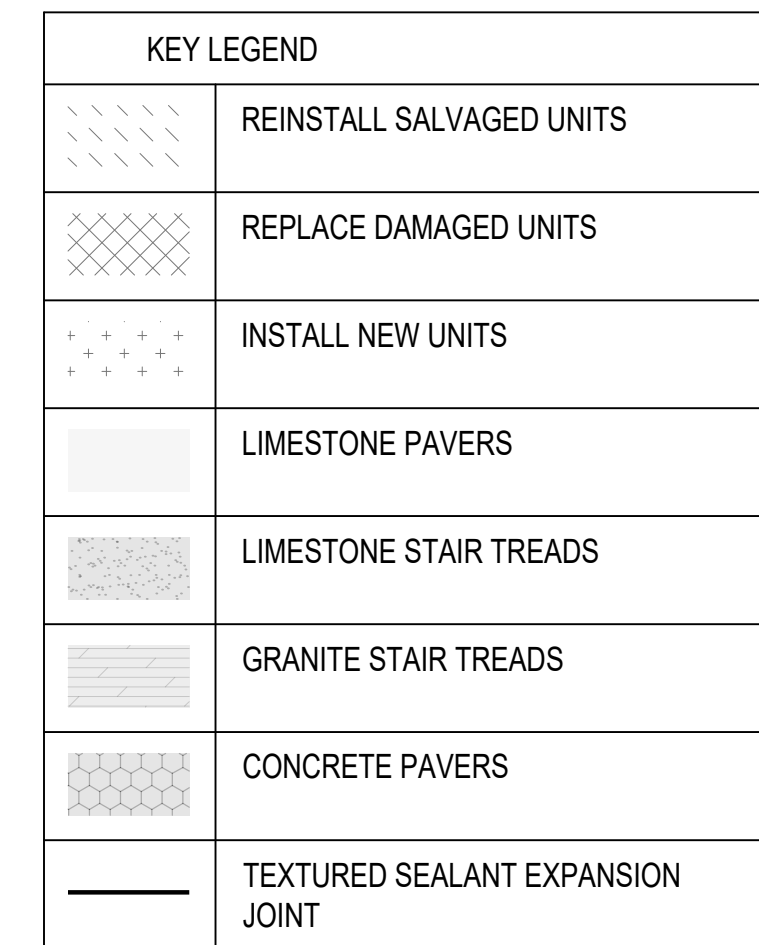 KEY LEGEND
REINSTALL SALVAGED UNITS
REPLACE DAMAGED UNITS
INSTALL NEW UNITS
LIMESTONE PAVERS
LIMESTONE STAIR TREADS
GRANITE STAIR TREADS
CONCRETE PAVERS
TEXTURED SEALANT EXPANSION
JOINT